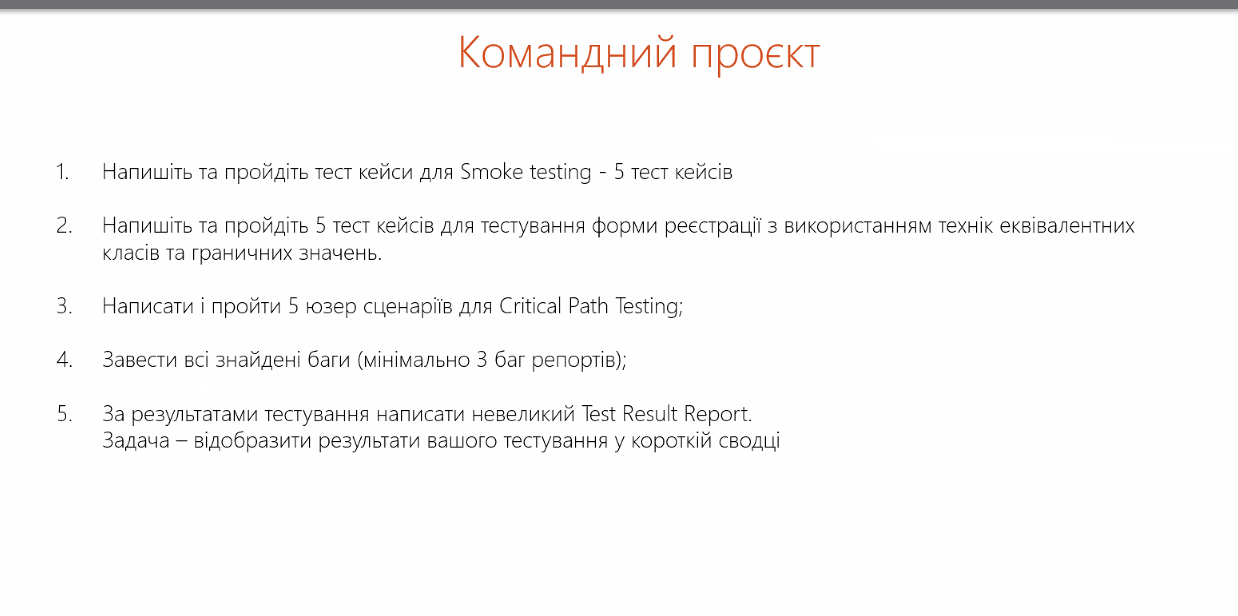 Командний проєкт
1. Напишіть та пройдіть тест кейси для Smoke testing - 5 тест кейсів
2. Напишіть та пройдіть 5 тест кейсів для тестування форми реєстрації з використанням технік еквівалентних
класів та граничних значень.
3. Написати і пройти 5 юзер сценаріїв для Critical Path Testing;
4. Завести всі знайдені баги (мінімально 3 баг репортів);
5. За результатами тестування написати невеликий Test Result Report.
Задача – відобразити результати вашого тестування у короткій сводці